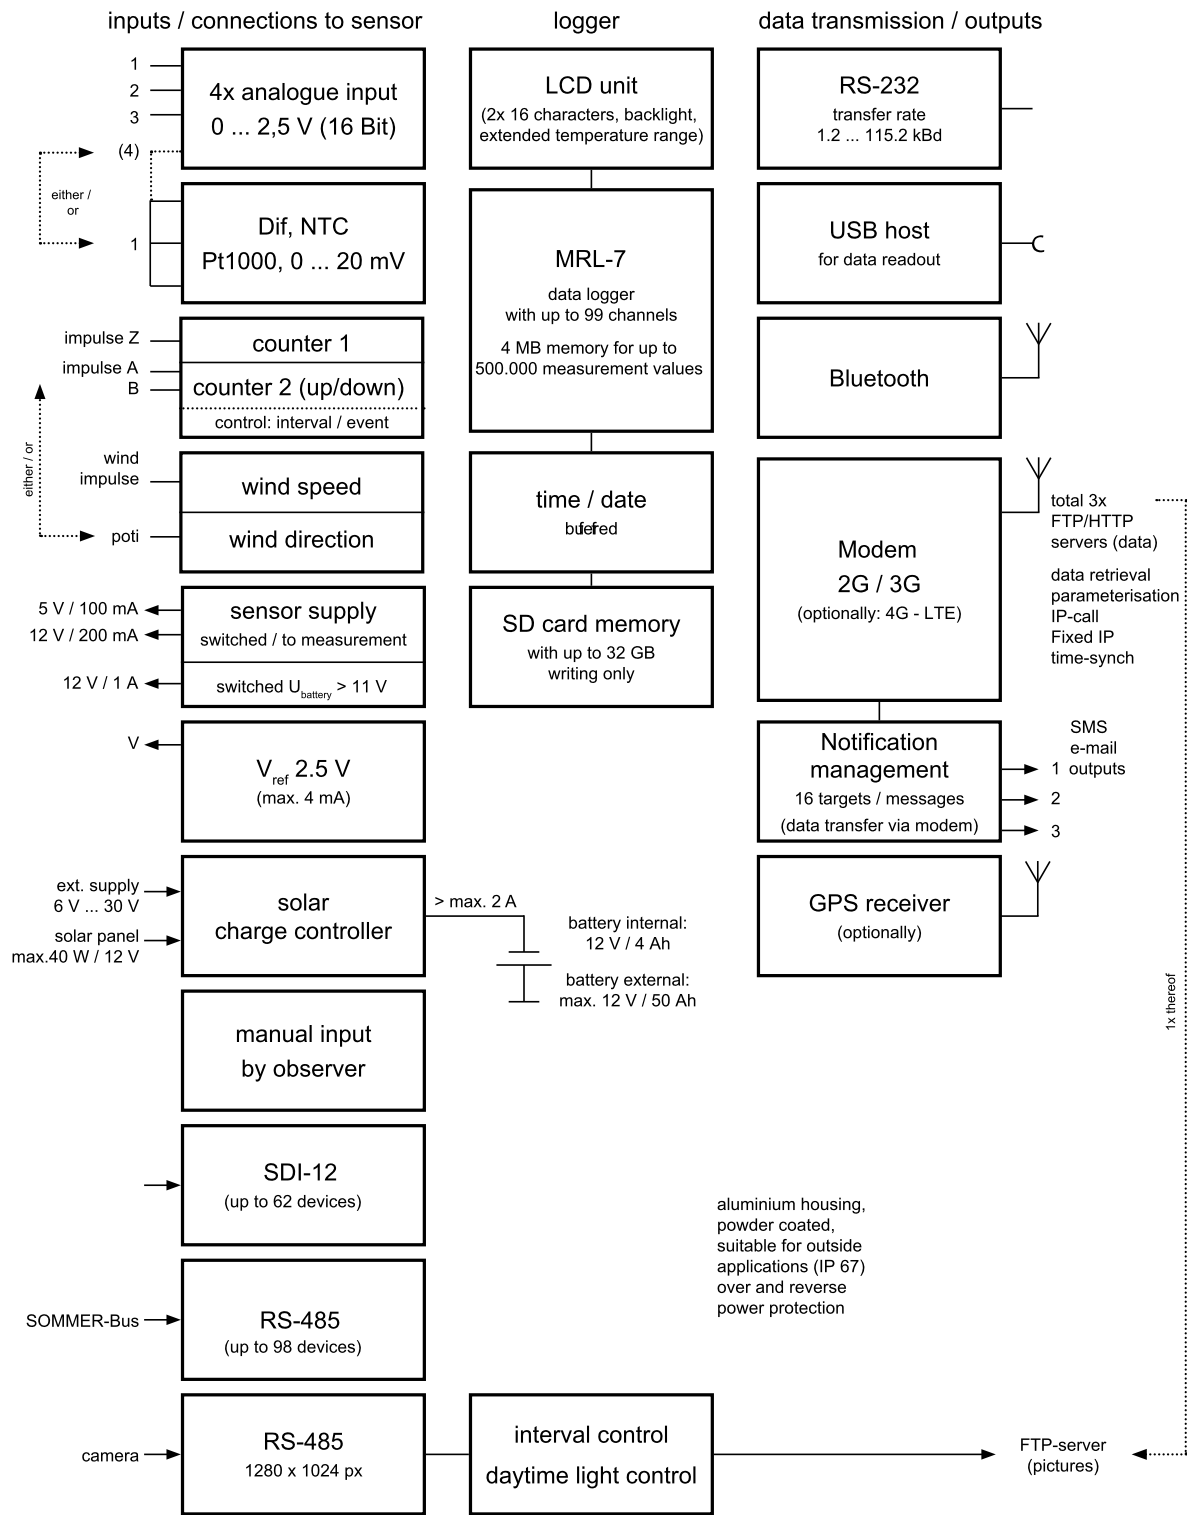 inputs / connections to sensor
1
2
3
(4)
4x analogue input
0 ... 2,5 V (16 Bit)
either /
or
1
Dif, NTC
Pt1000, 0 ... 20 mV
impulse Z
impulse A
B
counter 1
counter 2 (up/down)
control: interval / event
either / or
wind
impulse
poti
wind speed
wind direction
5 V / 100 mA
12 V / 200 mA
12 V / 1 A
sensor supply
switched / to measurement
switched Ubattery > 11 V
V
Vref 2.5 V
(max. 4 mA)
ext. supply
6 V ... 30 V
solar panel
max.40 W / 12 V
solar
charge controller
> max. 2 A
battery internal:
12 V / 4 Ah
battery external:
max. 12 V / 50 Ah
manual input
by observer
SDI-12
(up to 62 devices)
SOMMER-Bus
RS-485
(up to 98 devices)
camera
RS-485
1280 x 1024 px
logger
LCD unit
(2x 16 characters, backlight,
extended temperature range)
MRL-7
data logger
with up to 99 channels
4 MB memory for up to
500.000 measurement values
time / date
buffered
SD card memory
with up to 32 GB
writing only
interval control
daytime light control
data transmission / outputs
RS-232
transfer rate
1.2 ... 115.2 kBd
USB host
for data readout
Bluetooth
Modem
2G / 3G
(optionally: 4G - LTE)
total 3x
FTP/HTTP
servers (data)
data retrieval
parameterisation
IP-call
Fixed IP
time-synch
Notification
management
16 targets / messages
(data transfer via modem)
SMS
e-mail
1 outputs
2
3
GPS receiver
(optionally)
1x thereof
aluminium housing,
powder coated,
suitable for outside
applications (IP 67)
over and reverse
power protection
FTP-server
(pictures)